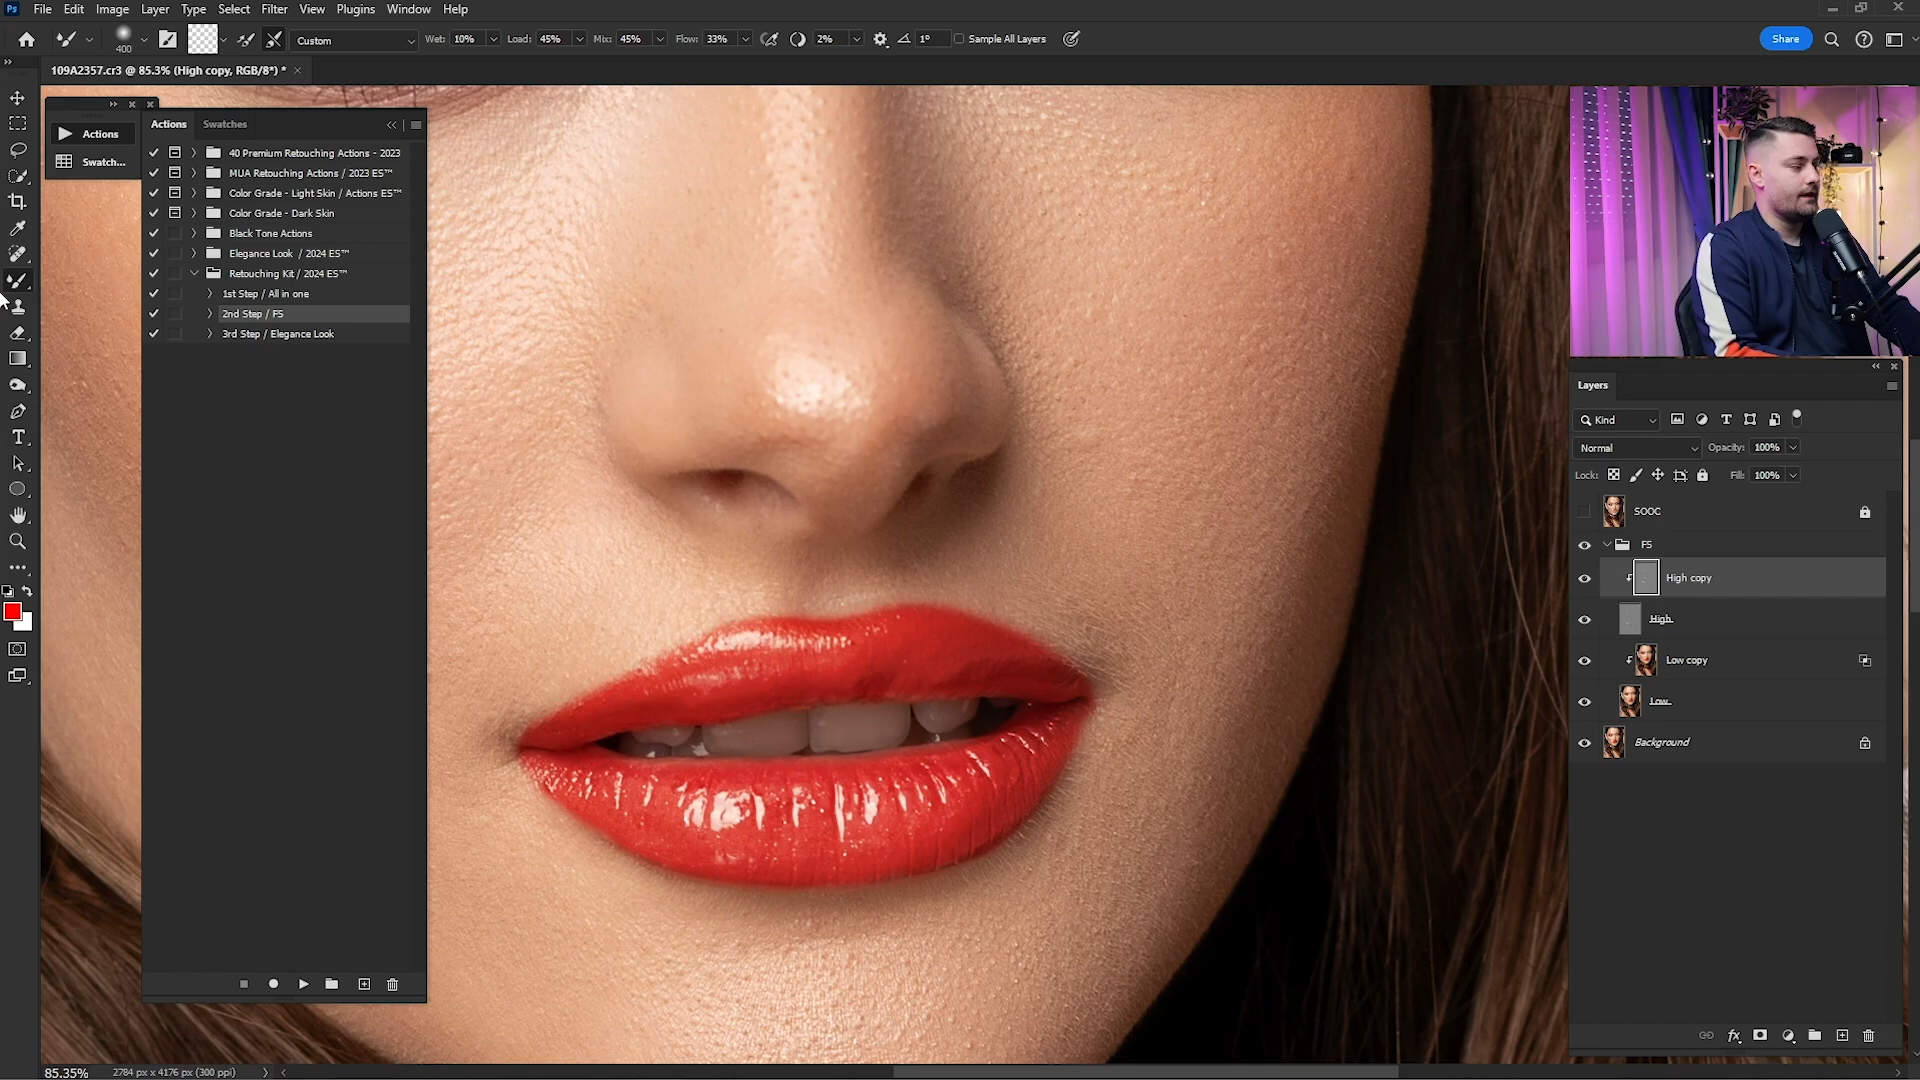 Ps File Edit Image Layer Type Select Filter View Plugins Window Help
400 Custom Wet: 10% Load: 45% Mix: 45% Flow: 33% 2% 1° Sample All Layers Share
109A2357.cr3 @ 85.3% (High copy, RGB/8*) *
Actions
Swatch...
Actions Swatches
40 Premium Retouching Actions - 2023
MUA Retouching Actions / 2023 ES™
Color Grade - Light Skin / Actions ES™
Color Grade - Dark Skin
Black Tone Actions
Elegance Look / 2024 ES™
Retouching Kit / 2024 ES™
1st Step / All in one
2nd Step / FS
3rd Step / Elegance Look
Layers
Kind
Normal Opacity: 100%
Lock: Fill: 100%
SOOC
FS
High copy
High
Low copy
Low
Background
85.35% 2784 px x 4176 px (300 ppi)